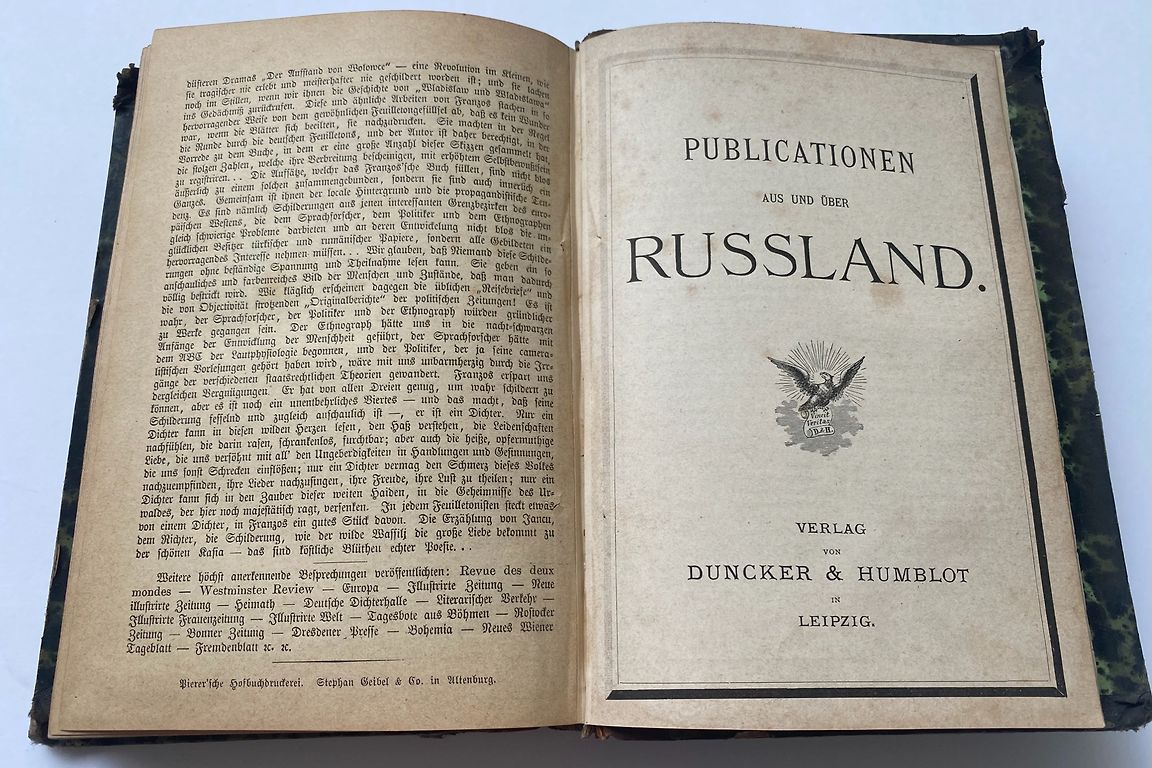 düsteren Dramas „Der Aufstand von Wolowce“ — eine Revolution im Kleinen, wie
sie tragischer nie erlebt und meisterhafter nie geschildert worden ist; und sie lachen
noch im Stillen, wenn wir ihnen die Geschichte von „Wladislaw und Wladislawa“
ins Gedächtniß zurückrufen. Diese und ähnliche Arbeiten von Franzos stachen in so
hervorragender Weise von dem gewöhnlichen Feuilletongefüllsel ab, daß es kein Wunder
war, wenn die Blätter sich beeilten, sie nachzudrucken. Sie machten in der Regel
die Runde durch die deutschen Feuilletons, und der Autor ist daher berechtigt, in der
Vorrede zu dem Buche, in dem er eine große Anzahl dieser Skizzen gesammelt hat,
die stolzen Zahlen, welche ihre Verbreitung bescheinigen, mit erhöhtem Selbstbewußtsein
zu registriren... Die Aufsätze, welche das Franzos'sche Buch füllen, sind nicht blos
äußerlich zu einem solchen zusammengebunden, sondern sie sind auch innerlich ein
Ganzes. Gemeinsam ist ihnen der locale Hintergrund und die propagandistische Ten-
denz. Es sind nämlich Schilderungen aus jenen interessanten Grenzbezirken des euro-
päischen Westens, die dem Sprachforscher, dem Politiker und dem Ethnographen
gleich schwierige Probleme darbieten und an deren Entwickelung nicht blos die un-
glücklichen Besitzer türkischer und rumänischer Papiere, sondern alle Gebildeten ein
hervorragendes Interesse nehmen müssen... Wir glauben, daß Niemand diese Schilde-
rungen ohne beständige Spannung und Theilnahme lesen kann. Sie geben ein so
anschauliches und farbenreiches Bild der Menschen und Zustände, daß man dadurch
völlig bestrickt wird. Wie kläglich erscheinen dagegen die üblichen „Reisebriefe“ und
die von Objectivität strotzenden „Originalberichte“ der politischen Zeitungen! Es ist
wahr, der Sprachforscher, der Politiker und der Ethnograph würden gründlicher
zu Werke gegangen sein. Der Ethnograph hätte uns in die nacht-schwarzen
Anfänge der Entwicklung der Menschheit geführt, der Sprachforscher hätte mit
dem ABC der Lautphysiologie begonnen, und der Politiker, der ja seine camera-
listischen Vorlesungen gehört haben wird, wäre mit uns unbarmherzig durch die Irr-
gänge der verschiedenen staatsrechtlichen Theorien gewandert. Franzos erspart uns
dergleichen Vergnügungen. Er hat von allen Dreien genug, um wahr schildern zu
können, aber es ist noch ein unentbehrliches Viertes — und das macht, daß seine
Schilderung fesselnd und zugleich anschaulich ist —, er ist ein Dichter. Nur ein
Dichter kann in diesen wilden Herzen lesen, den Haß verstehen, die Leidenschaften
nachfühlen, die darin rasen, schrankenlos, furchtbar; aber auch die heiße, opfermuthige
Liebe, die uns versöhnt mit all' den Ungeberdigkeiten in Handlungen und Gesinnungen,
die uns sonst Schrecken einflößen; nur ein Dichter vermag den Schmerz dieses Volkes
nachzuempfinden, ihre Lieder nachzusingen, ihre Freude, ihre Lust zu theilen; nur ein
Dichter kann sich in den Zauber dieser weiten Haiden, in die Geheimnisse des Ur-
waldes, der hier noch majestätisch ragt, versenken. In jedem Feuilletonisten steckt etwas
von einem Dichter, in Franzos ein gutes Stück davon. Die Erzählung von Jancu,
dem Richter, die Schilderung, wie der wilde Wassilj die große Liebe bekommt zu
der schönen Kasia — das sind köstliche Blüthen echter Poesie...
Weitere höchst anerkennende Besprechungen veröffentlichten: Revue des deux
mondes — Westminster Review — Europa — Illustrirte Zeitung — Neue
illustrirte Zeitung — Heimath — Deutsche Dichterhalle — Literarischer Verkehr —
Illustrirte Frauenzeitung — Illustrirte Welt — Tagesbote aus Böhmen — Rostocker
Zeitung — Bonner Zeitung — Dresdener Presse — Bohemia — Neues Wiener
Tageblatt — Fremdenblatt ꝛc. ꝛc.
Pierer'sche Hofbuchdruckerei. Stephan Geibel & Co. in Altenburg.
PUBLICATIONEN
AUS UND ÜBER
RUSSLAND.
Vincit
Veritas
D & H.
VERLAG
VON
DUNCKER & HUMBLOT
IN
LEIPZIG.